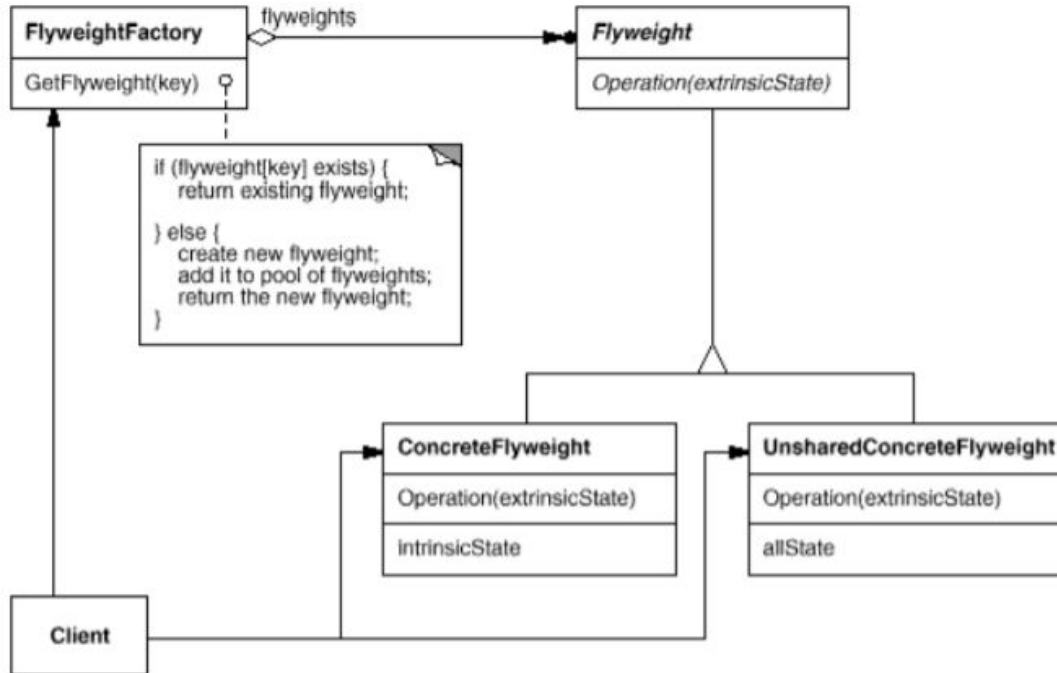 flyweights
FlyweightFactory
GetFlyweight(key)
Flyweight
Operation(extrinsicState)
if (flyweight[key] exists) {
return existing flyweight;
} else {
create new flyweight;
add it to pool of flyweights;
return the new flyweight;
}
ConcreteFlyweight
Operation(extrinsicState)
intrinsicState
UnsharedConcreteFlyweight
Operation(extrinsicState)
allState
Client